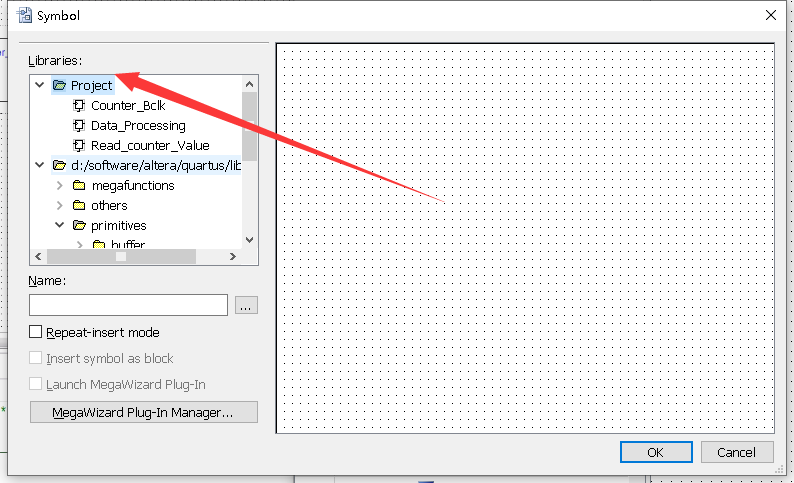 Symbol
Libraries:
Project
Counter_Bclk
Data_Processing
Read_counter_Value
d:/software/altera/quartus/lib
megafunctions
others
primitives
buffer
Name:
...
Repeat-insert mode
Insert symbol as block
Launch MegaWizard Plug-In
MegaWizard Plug-In Manager...
OK
Cancel